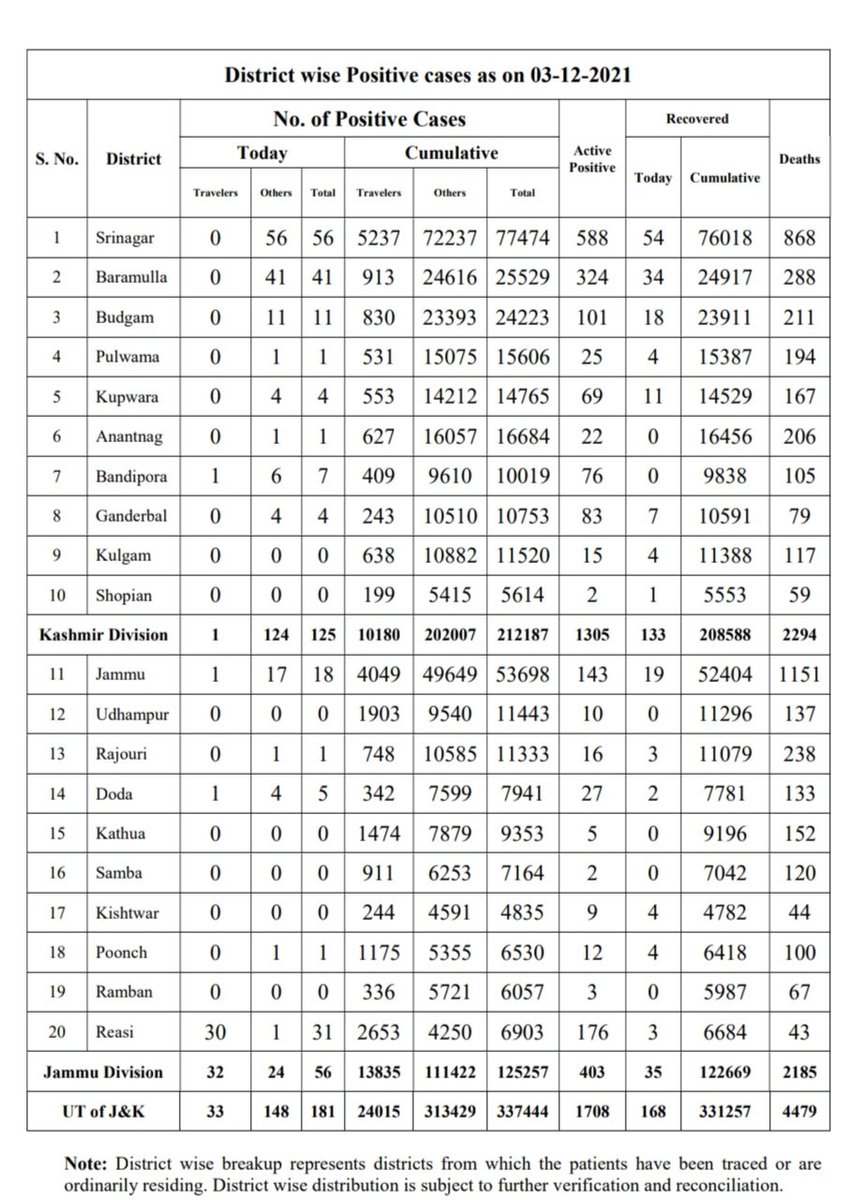 District wise Positive cases as on 03-12-2021
S. No. District No. of Positive Cases Active Positive Recovered Deaths
Today Cumulative Today Cumulative
Travelers Others Total Travelers Others Total
1 Srinagar 0 56 56 5237 72237 77474 588 54 76018 868
2 Baramulla 0 41 41 913 24616 25529 324 34 24917 288
3 Budgam 0 11 11 830 23393 24223 101 18 23911 211
4 Pulwama 0 1 1 531 15075 15606 25 4 15387 194
5 Kupwara 0 4 4 553 14212 14765 69 11 14529 167
6 Anantnag 0 1 1 627 16057 16684 22 0 16456 206
7 Bandipora 1 6 7 409 9610 10019 76 0 9838 105
8 Ganderbal 0 4 4 243 10510 10753 83 7 10591 79
9 Kulgam 0 0 0 638 10882 11520 15 4 11388 117
10 Shopian 0 0 0 199 5415 5614 2 1 5553 59
Kashmir Division 1 124 125 10180 202007 212187 1305 133 208588 2294
11 Jammu 1 17 18 4049 49649 53698 143 19 52404 1151
12 Udhampur 0 0 0 1903 9540 11443 10 0 11296 137
13 Rajouri 0 1 1 748 10585 11333 16 3 11079 238
14 Doda 1 4 5 342 7599 7941 27 2 7781 133
15 Kathua 0 0 0 1474 7879 9353 5 0 9196 152
16 Samba 0 0 0 911 6253 7164 2 0 7042 120
17 Kishtwar 0 0 0 244 4591 4835 9 4 4782 44
18 Poonch 0 1 1 1175 5355 6530 12 4 6418 100
19 Ramban 0 0 0 336 5721 6057 3 0 5987 67
20 Reasi 30 1 31 2653 4250 6903 176 3 6684 43
Jammu Division 32 24 56 13835 111422 125257 403 35 122669 2185
UT of J&K 33 148 181 24015 313429 337444 1708 168 331257 4479
Note: District wise breakup represents districts from which the patients have been traced or are
ordinarily residing. District wise distribution is subject to further verification and reconciliation.